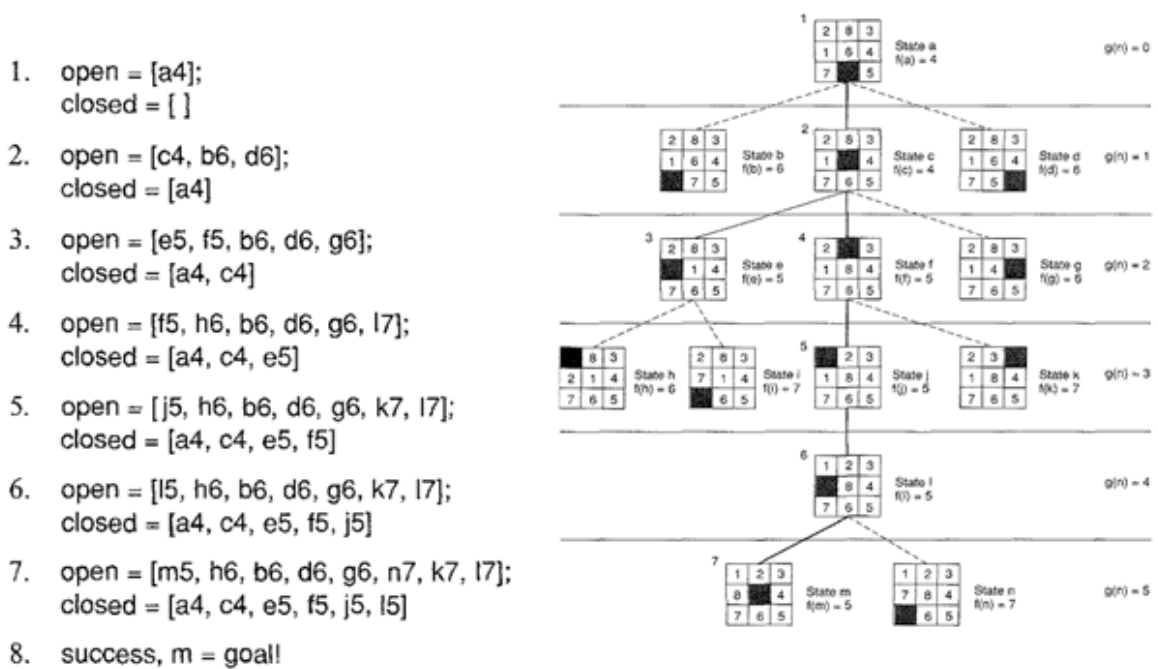 1. open = [a4];
closed = [ ]
2. open = [c4, b6, d6];
closed = [a4]
3. open = [e5, f5, b6, d6, g6];
closed = [a4, c4]
4. open = [f5, h6, b6, d6, g6, l7];
closed = [a4, c4, e5]
5. open = [j5, h6, b6, d6, g6, k7, l7];
closed = [a4, c4, e5, f5]
6. open = [l5, h6, b6, d6, g6, k7, l7];
closed = [a4, c4, e5, f5, j5]
7. open = [m5, h6, b6, d6, g6, n7, k7, l7];
closed = [a4, c4, e5, f5, j5, l5]
8. success, m = goal!
1
2 8 3
1 6 4
7 5
State a
f(a) = 4
g(n) = 0
2 8 3
1 6 4
7 5
State b
f(b) = 6
2
2 8 3
1 4
7 6 5
State c
f(c) = 4
2 8 3
1 6 4
7 5
State d
f(d) = 6
g(n) = 1
3
2 8 3
1 4
7 6 5
State e
f(e) = 5
4
2 3
1 8 4
7 6 5
State f
f(f) = 5
2 8 3
1 4
7 6 5
State g
f(g) = 6
g(n) = 2
8 3
2 1 4
7 6 5
State h
f(h) = 6
2 8 3
7 1 4
6 5
State i
f(i) = 7
5
2 3
1 8 4
7 6 5
State j
f(j) = 5
2 3
1 8 4
7 6 5
State k
f(k) = 7
g(n) = 3
6
1 2 3
8 4
7 6 5
State l
f(l) = 5
g(n) = 4
7
1 2 3
8 4
7 6 5
State m
f(m) = 5
1 2 3
7 8 4
6 5
State n
f(n) = 7
g(n) = 5